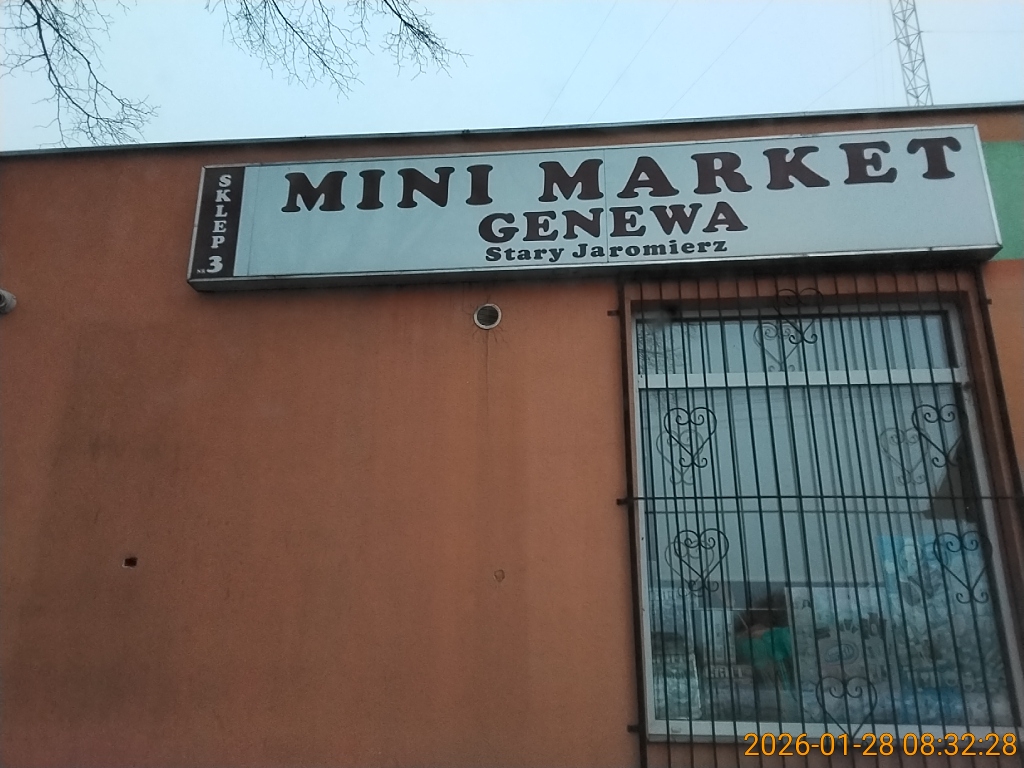 SKLEP
NR 3
MINI MARKET
GENEWA
Stary Jaromierz
2026-01-28 08:32:28